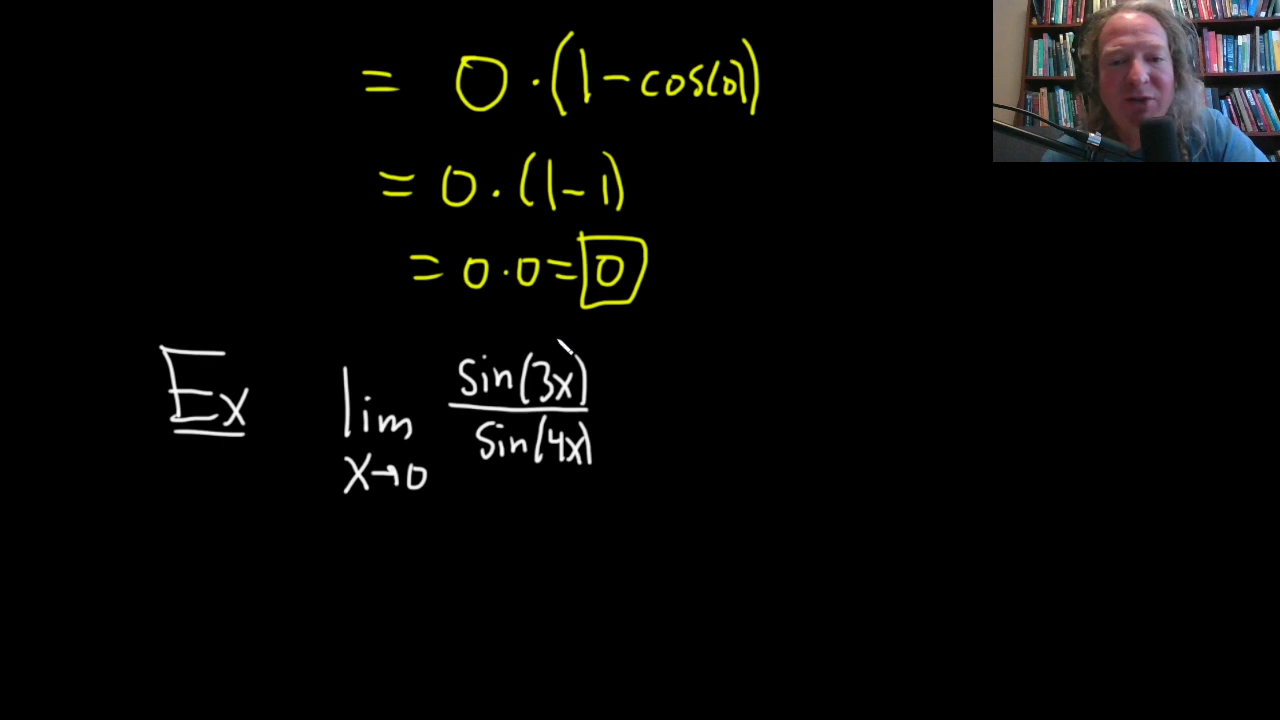 = 0 · (1 - cos(0))
= 0 · (1 - 1)
= 0 · 0 = 0
Ex lim x→0 sin(3x) / sin(4x)